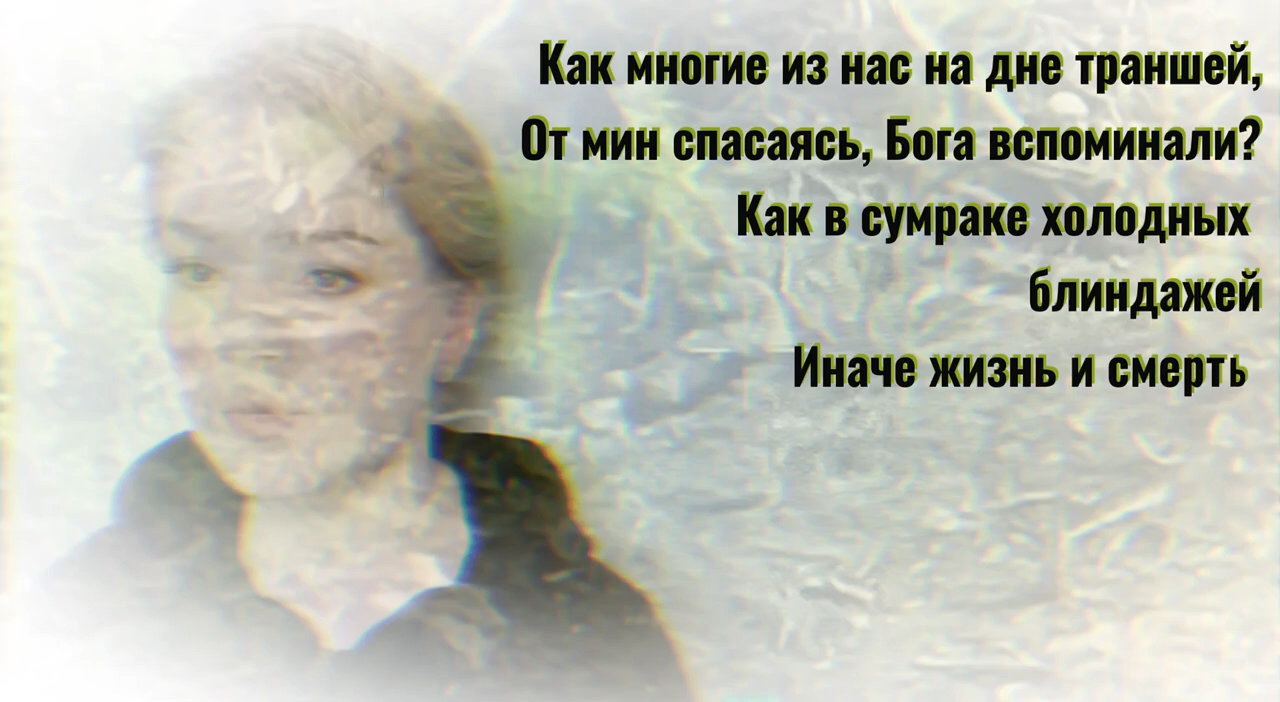 Как многие из нас на дне траншей,
От мин спасаясь, Бога вспоминали?
Как в сумраке холодных
блиндажей
Иначе жизнь и смерть